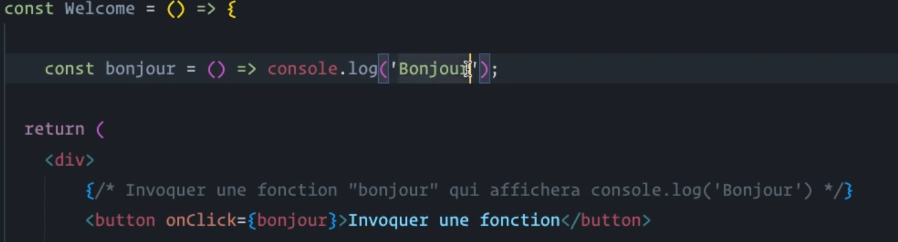 const Welcome = () => {
const bonjour = () => console.log('Bonjour');
return (
<div>
{/* Invoquer une fonction "bonjour" qui affichera console.log('Bonjour') */}
<button onClick={bonjour}>Invoquer une fonction</button>